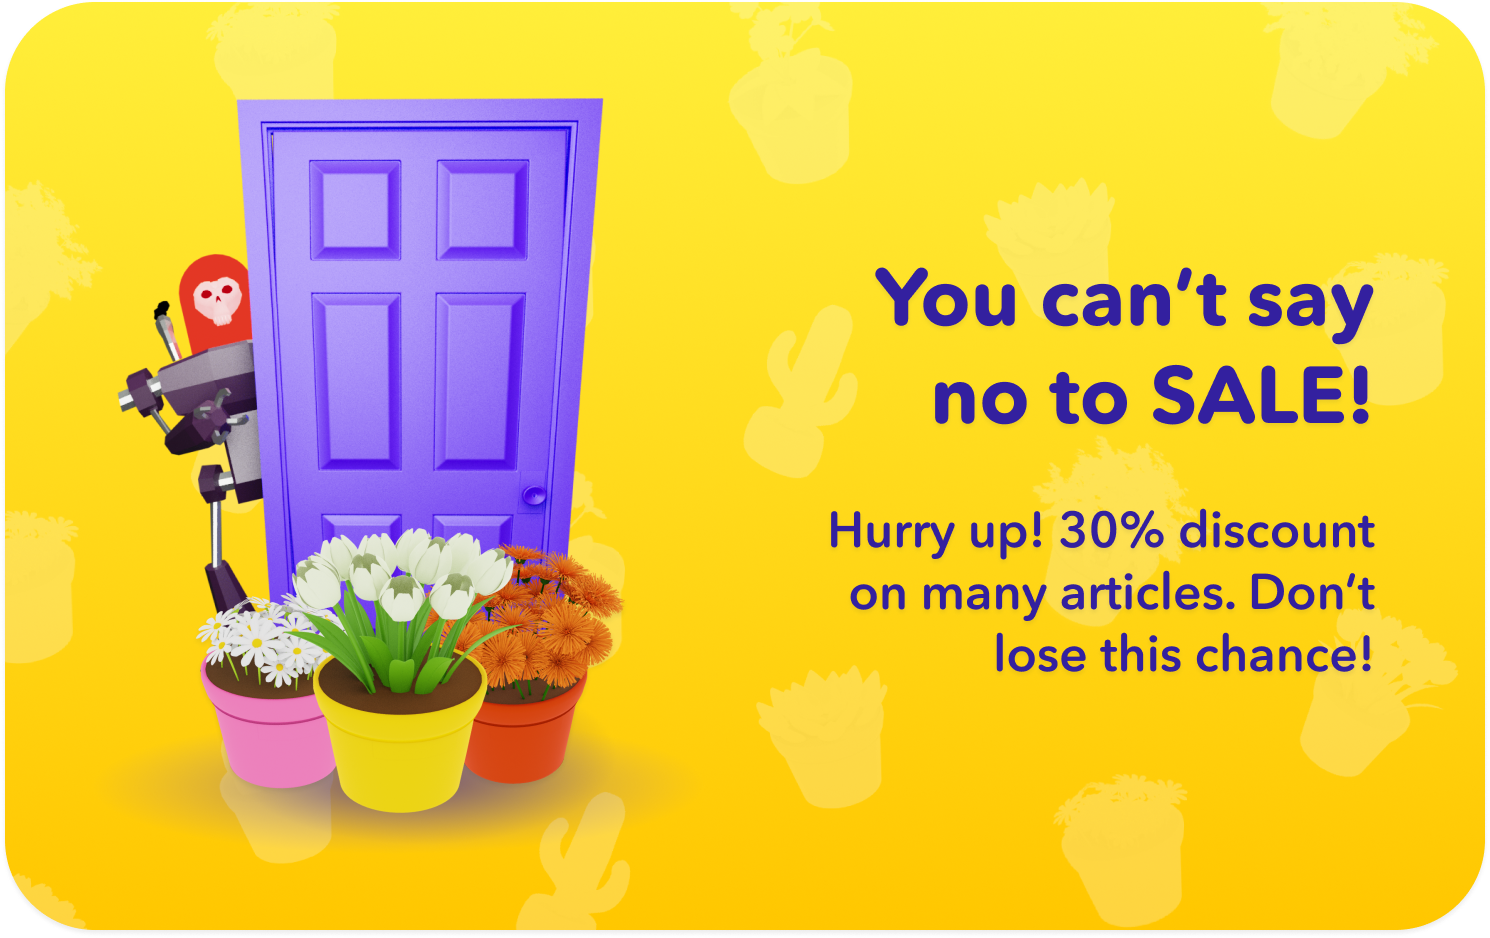 You can't say
no to SALE!
Hurry up! 30% discount
on many articles. Don't
lose this chance!